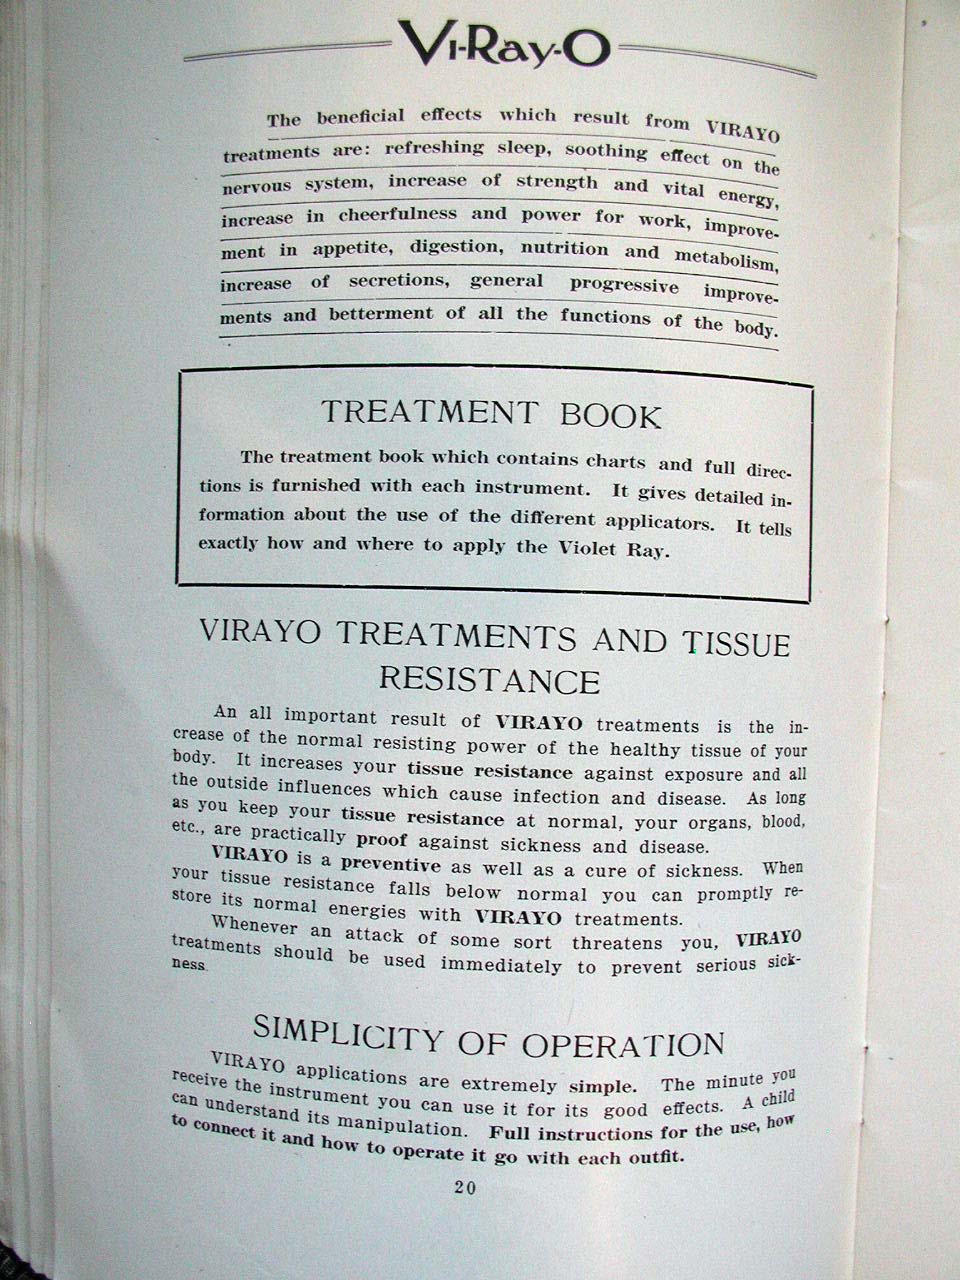 Vi-Ray-O
The beneficial effects which result from VIRAYO
treatments are: refreshing sleep, soothing effect on the
nervous system, increase of strength and vital energy,
increase in cheerfulness and power for work, improve-
ment in appetite, digestion, nutrition and metabolism,
increase of secretions, general progressive improve-
ments and betterment of all the functions of the body.
TREATMENT BOOK
The treatment book which contains charts and full direc-
tions is furnished with each instrument. It gives detailed in-
formation about the use of the different applicators. It tells
exactly how and where to apply the Violet Ray.
VIRAYO TREATMENTS AND TISSUE
RESISTANCE
An all important result of VIRAYO treatments is the in-
crease of the normal resisting power of the healthy tissue of your
body. It increases your tissue resistance against exposure and all
the outside influences which cause infection and disease. As long
as you keep your tissue resistance at normal, your organs, blood,
etc., are practically proof against sickness and disease.
VIRAYO is a preventive as well as a cure of sickness. When
your tissue resistance falls below normal you can promptly re-
store its normal energies with VIRAYO treatments.
Whenever an attack of some sort threatens you, VIRAYO
treatments should be used immediately to prevent serious sick-
ness.
SIMPLICITY OF OPERATION
VIRAYO applications are extremely simple. The minute you
receive the instrument you can use it for its good effects. A child
can understand its manipulation. Full instructions for the use, how
to connect it and how to operate it go with each outfit.
20